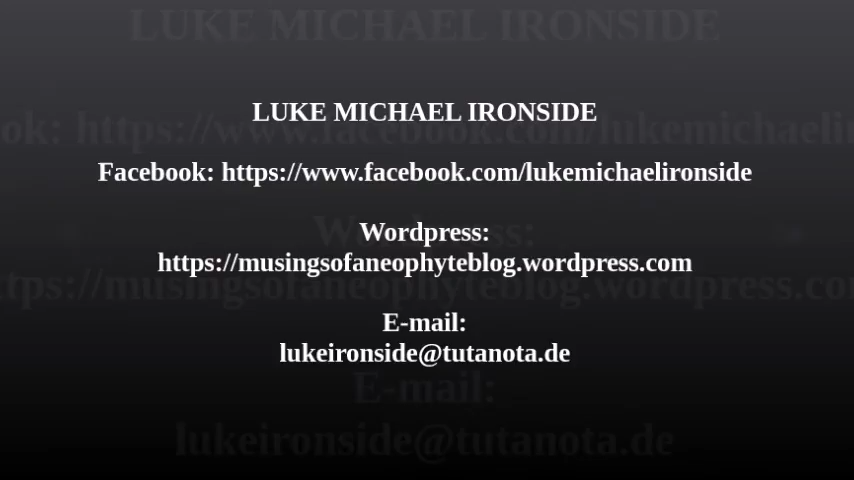 LUKE MICHAEL IRONSIDE
Facebook: https://www.facebook.com/lukemichaelironside
Wordpress:
https://musingsofaneophyteblog.wordpress.com
E-mail:
lukeironside@tutanota.de